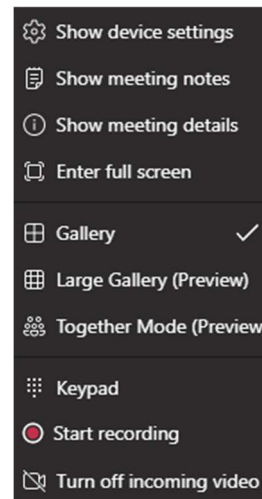 Show device settings
Show meeting notes
Show meeting details
Enter full screen
Gallery
Large Gallery (Preview)
Together Mode (Preview
Keypad
Start recording
Turn off incoming video